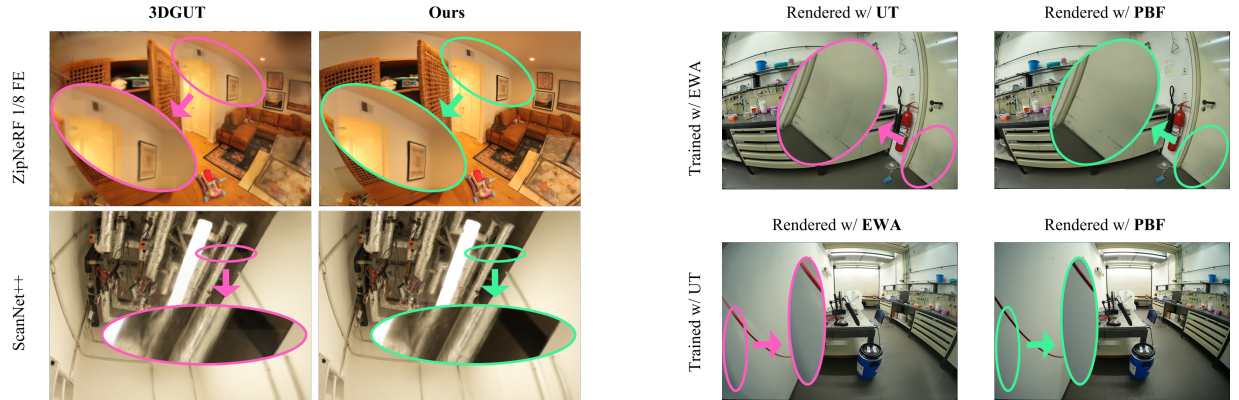 3DGUT
Ours
ZipNeRF 1/8 FE
ScanNet++
Rendered w/ UT
Rendered w/ PBF
Trained w/ EWA
Rendered w/ EWA
Rendered w/ PBF
Trained w/ UT